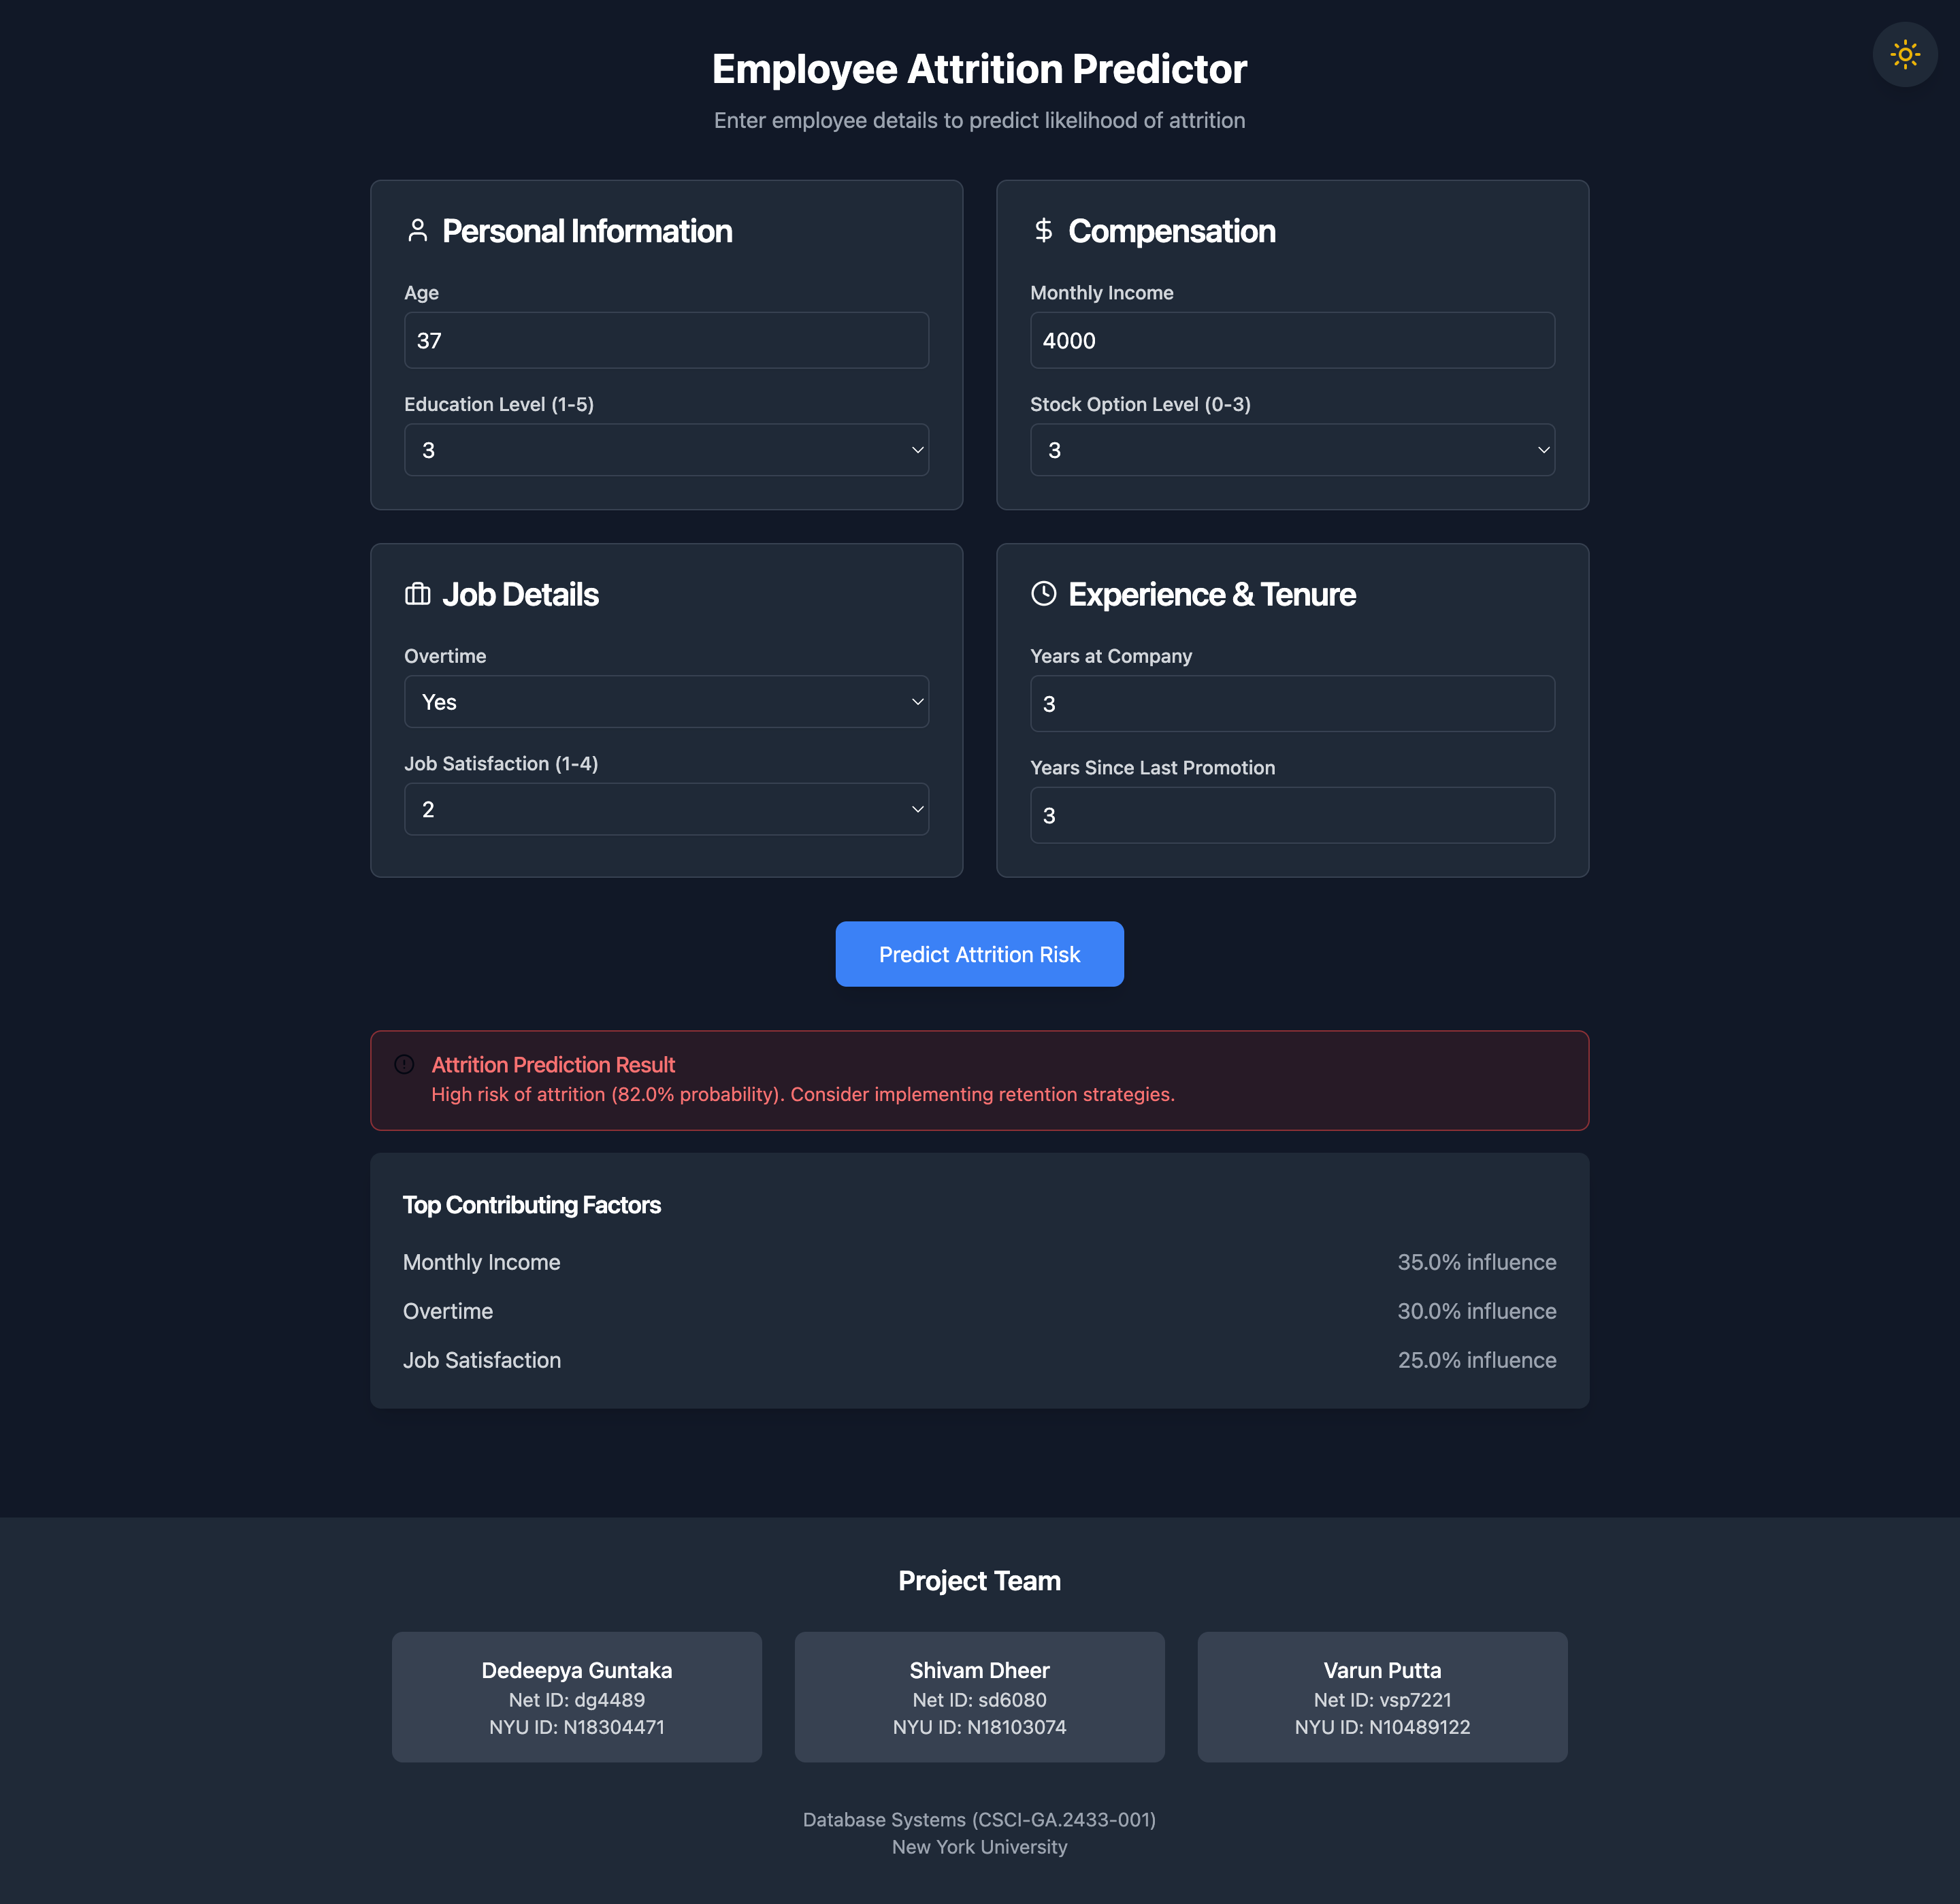 Employee Attrition Predictor
Enter employee details to predict likelihood of attrition
Personal Information
Age
37
Education Level (1-5)
3
Compensation
Monthly Income
4000
Stock Option Level (0-3)
3
Job Details
Overtime
Yes
Job Satisfaction (1-4)
2
Experience & Tenure
Years at Company
3
Years Since Last Promotion
3
Predict Attrition Risk
Attrition Prediction Result
High risk of attrition (82.0% probability). Consider implementing retention strategies.
Top Contributing Factors
Monthly Income 35.0% influence
Overtime 30.0% influence
Job Satisfaction 25.0% influence
Project Team
Dedeepya Guntaka
Net ID: dg4489
NYU ID: N18304471
Shivam Dheer
Net ID: sd6080
NYU ID: N18103074
Varun Putta
Net ID: vsp7221
NYU ID: N10489122
Database Systems (CSCI-GA.2433-001)
New York University